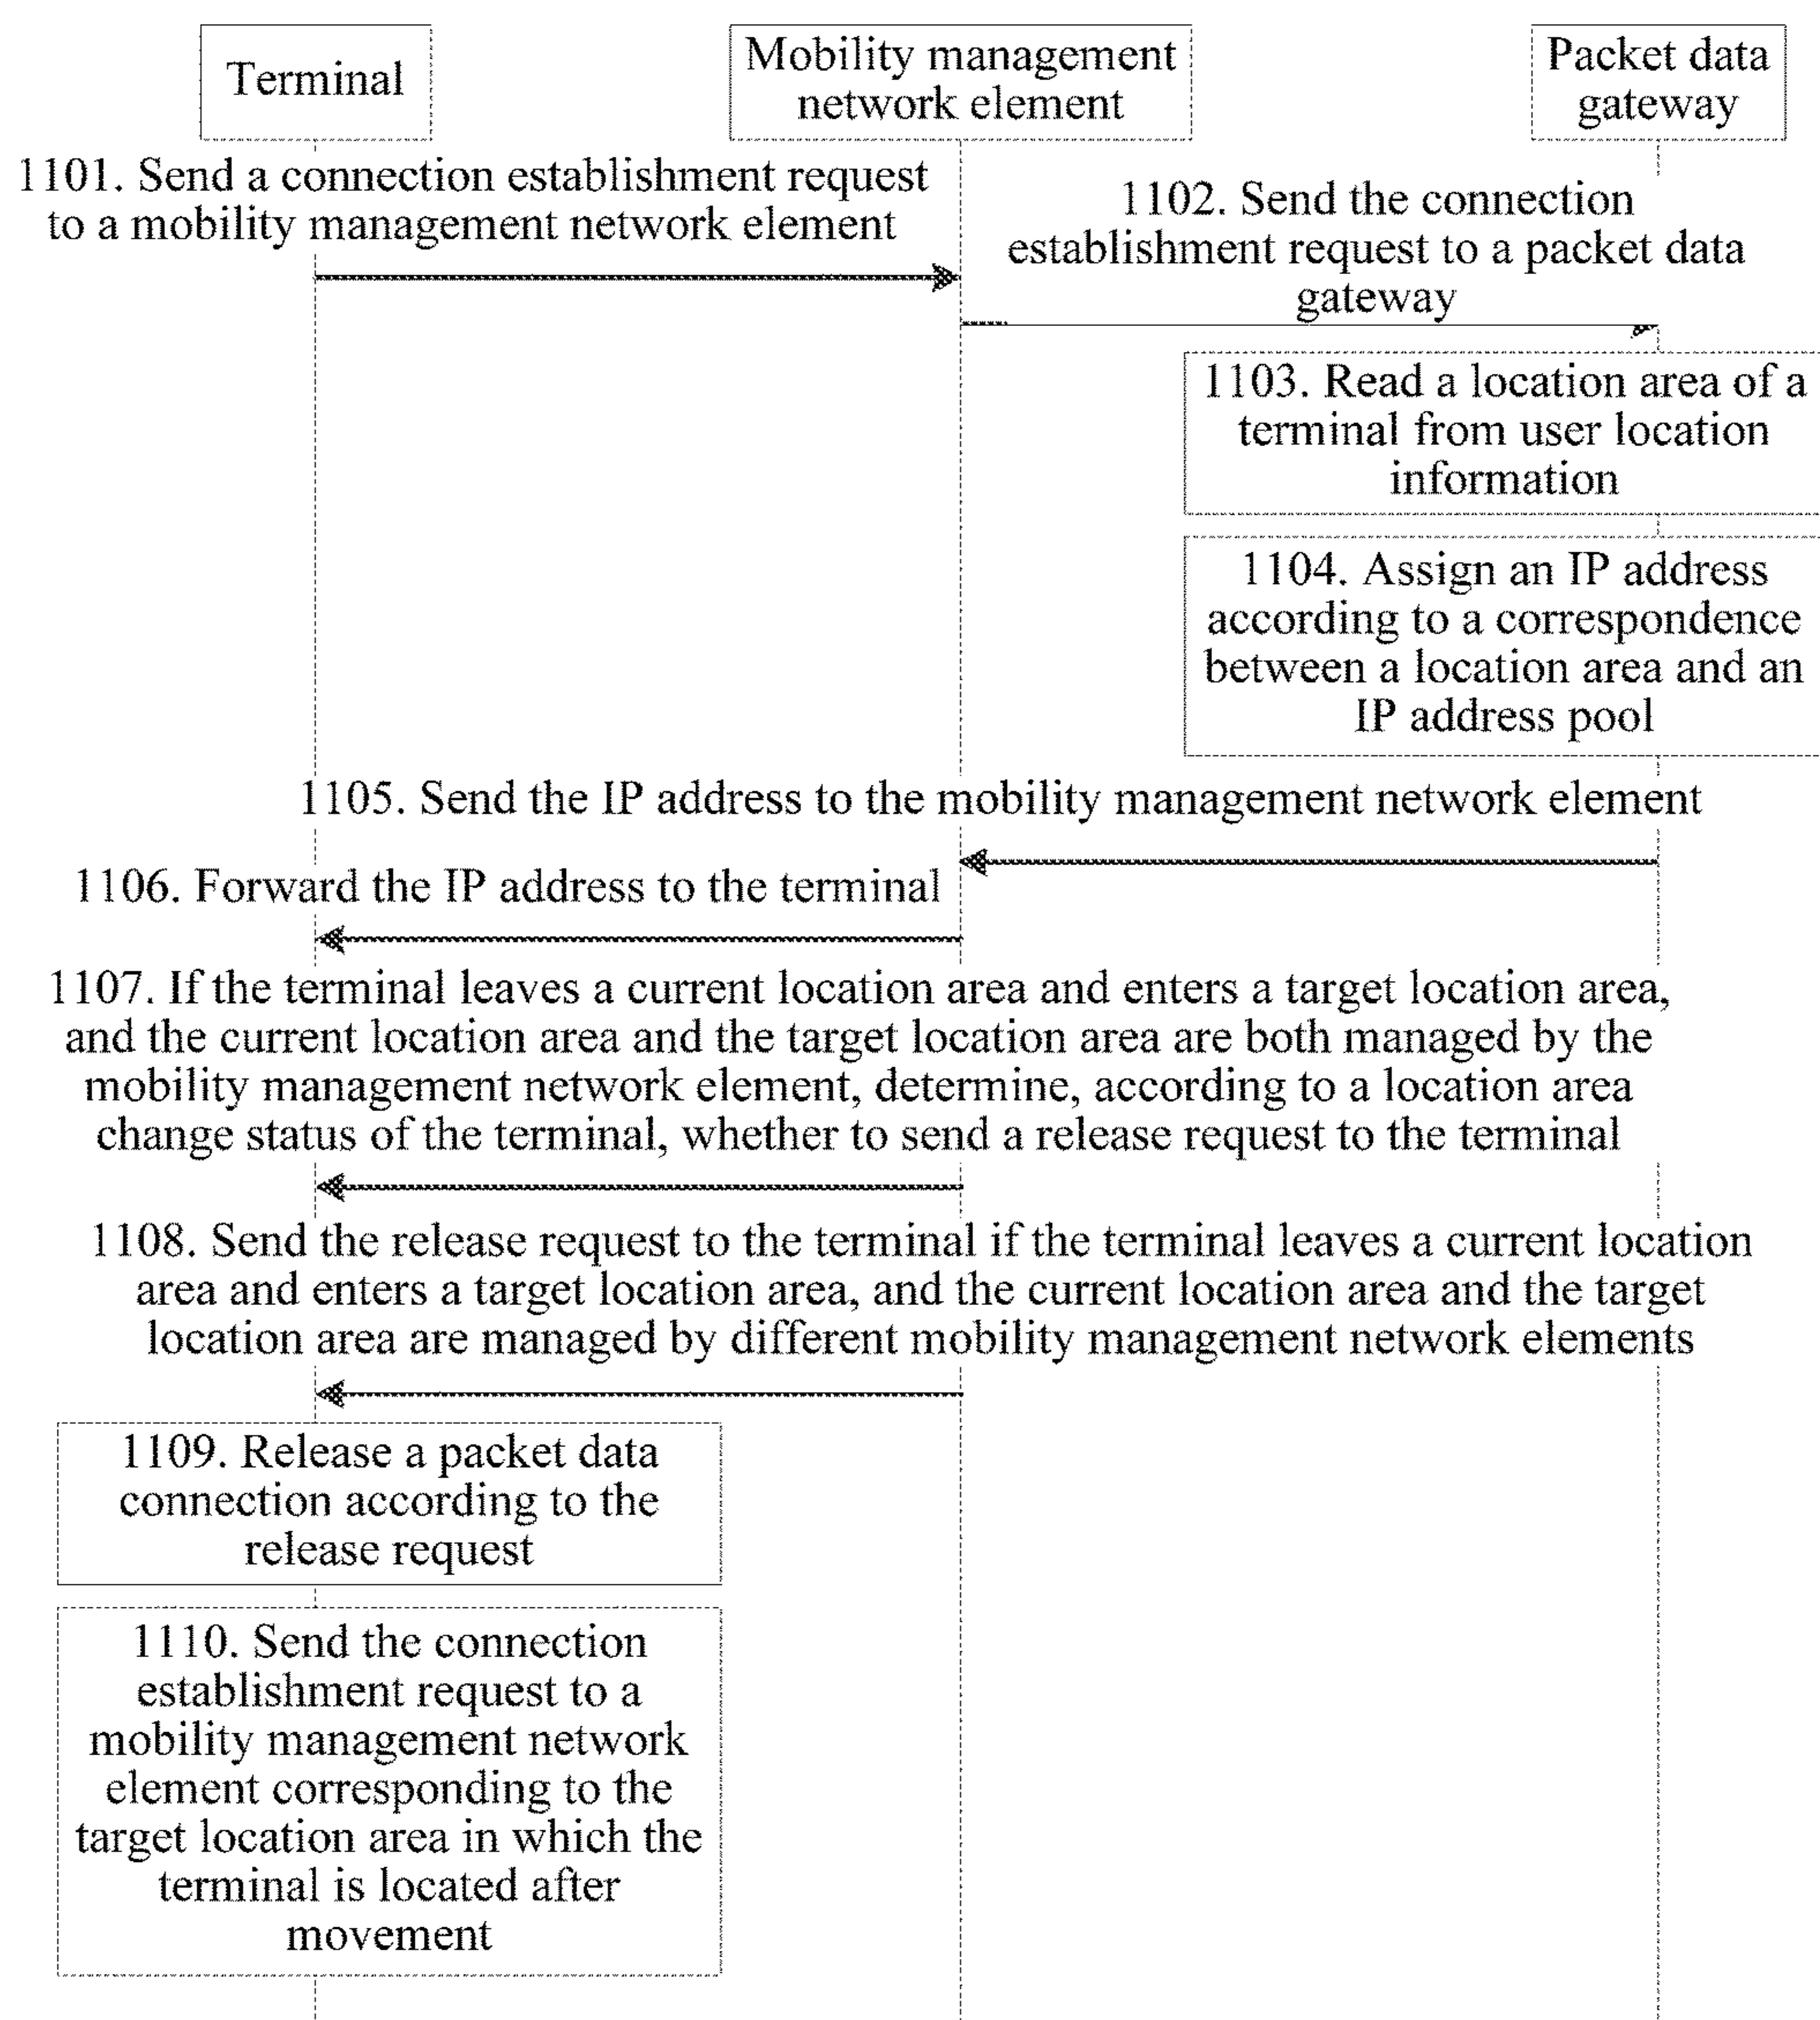 Terminal
Mobility management
network element
Packet data
gateway
1101. Send a connection establishment request
to a mobility management network element
1102. Send the connection
establishment request to a packet data
gateway
1103. Read a location area of a
terminal from user location
information
1104. Assign an IP address
according to a correspondence
between a location area and an
IP address pool
1105. Send the IP address to the mobility management network element
1106. Forward the IP address to the terminal
1107. If the terminal leaves a current location area and enters a target location area,
and the current location area and the target location area are both managed by the
mobility management network element, determine, according to a location area
change status of the terminal, whether to send a release request to the terminal
1108. Send the release request to the terminal if the terminal leaves a current location
area and enters a target location area, and the current location area and the target
location area are managed by different mobility management network elements
1109. Release a packet data
connection according to the
release request
1110. Send the connection
establishment request to a
mobility management network
element corresponding to the
target location area in which the
terminal is located after
movement